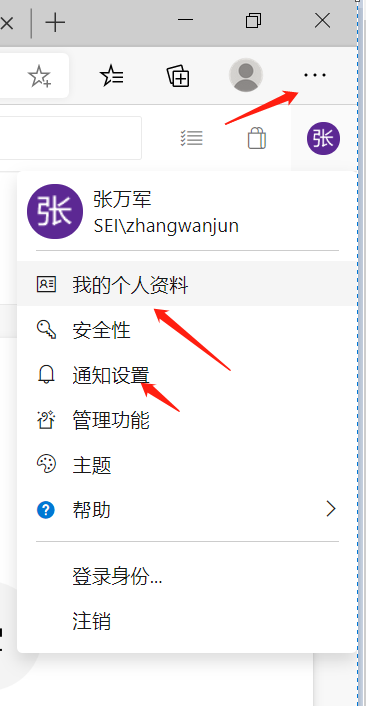 张
张
张万军
SEI\zhangwanjun
我的个人资料
安全性
通知设置
管理功能
主题
帮助
登录身份...
注销